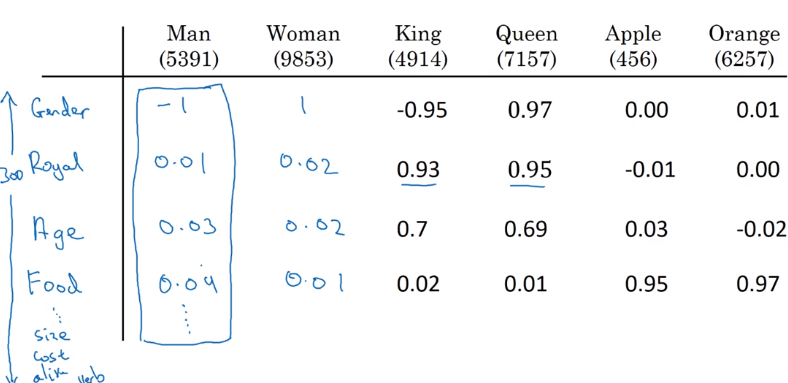 Man Woman King Queen Apple Orange
(5391) (9853) (4914) (7157) (456) (6257)
Gender -1 1 -0.95 0.97 0.00 0.01
300 Royal 0.01 0.02 0.93 0.95 -0.01 0.00
Age 0.03 0.02 0.7 0.69 0.03 -0.02
Food 0.04 0.01 0.02 0.01 0.95 0.97
size
cost
alive verb